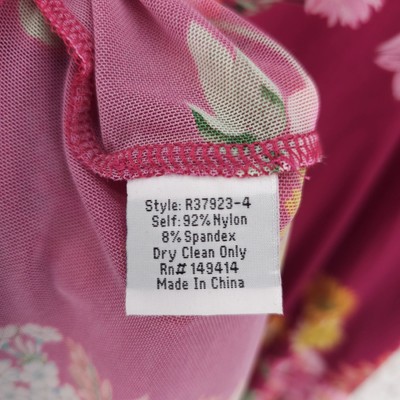 Style: R37923-4
Self: 92% Nylon
8% Spandex
Dry Clean Only
Rn# 149414
Made In China